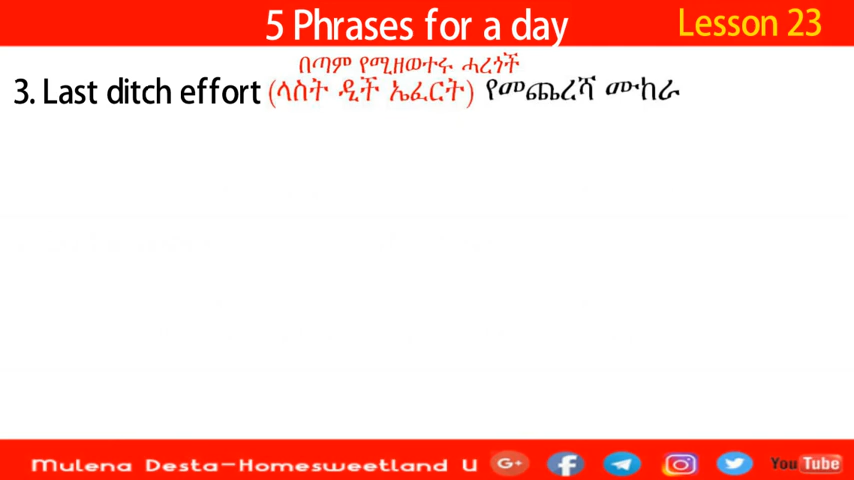 5 Phrases for a day
Lesson 23
በጣም የሚዘወተሩ ሓረጎች
3. Last ditch effort (ላስት ዲች ኤፈርት) የመጨረሻ ሙከራ
Mulena Desta-Homesweetland U
G+
YouTube